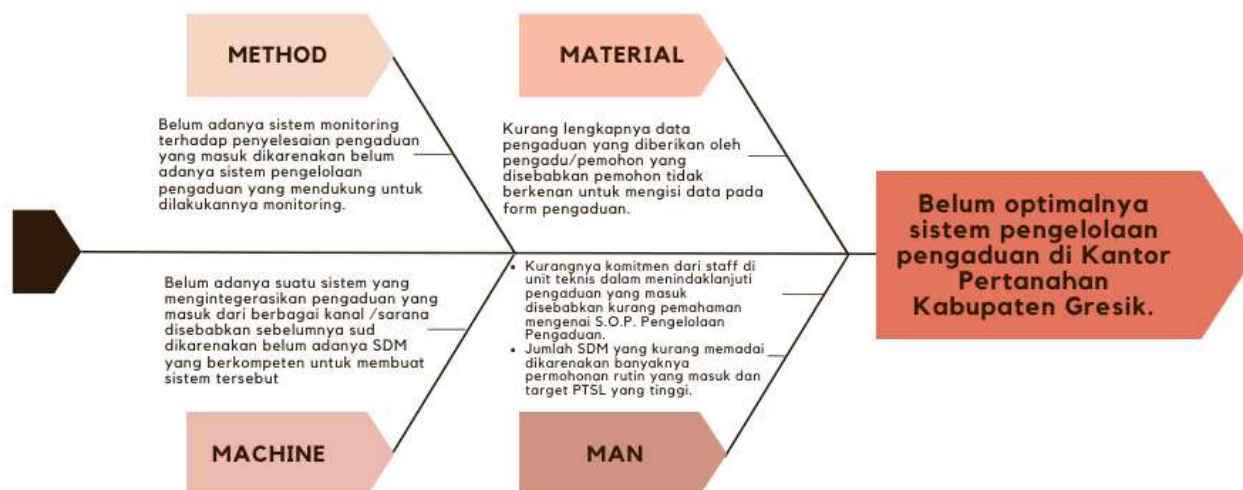 METHOD
Belum adanya sistem monitoring
terhadap penyelesaian pengaduan
yang masuk dikarenakan belum
adanya sistem pengelolaan
pengaduan yang mendukung untuk
dilakukannya monitoring.
MATERIAL
Kurang lengkapnya data
pengaduan yang diberikan oleh
pengadu/pemohon yang
disebabkan pemohon tidak
berkenan untuk mengisi data pada
form pengaduan.
Belum optimalnya
sistem pengelolaan
pengaduan di Kantor
Pertanahan
Kabupaten Gresik.
Belum adanya suatu sistem yang
mengintegerasikan pengaduan yang
masuk dari berbagai kanal /sarana
disebabkan sebelumnya sud
dikarenakan belum adanya SDM
yang berkompeten untuk membuat
sistem tersebut
MACHINE
• Kurangnya komitmen dari staff di
unit teknis dalam menindaklanjuti
pengaduan yang masuk
disebabkan kurang pemahaman
mengenai S.O.P. Pengelolaan
Pengaduan.
• Jumlah SDM yang kurang memadai
dikarenakan banyaknya
permohonan rutin yang masuk dan
target PTSL yang tinggi.
MAN